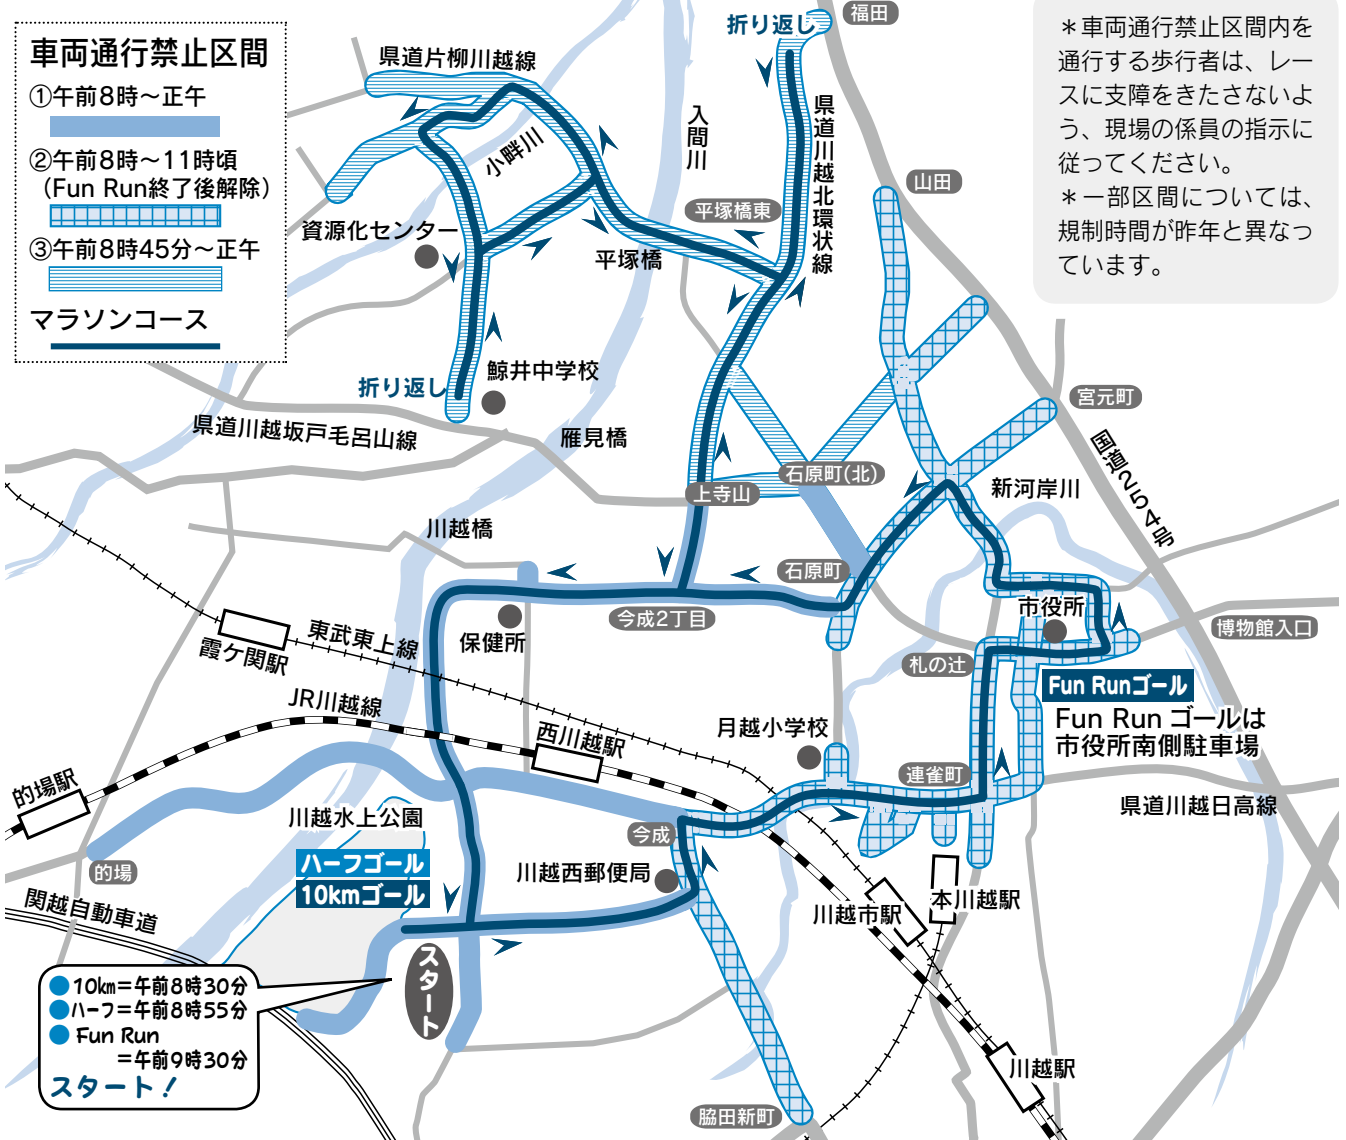 車両通行禁止区間
①午前8時～正午
②午前8時～11時頃
（Fun Run終了後解除）
③午前8時45分～正午
マラソンコース
＊車両通行禁止区間内を
通行する歩行者は、レー
スに支障をきたさないよ
う、現場の係員の指示に
従ってください。
＊一部区間については、
規制時間が昨年と異なっ
ています。
折り返し
福田
県道片柳川越線
入間川
県道川越北環状線
小畔川
山田
平塚橋東
資源化センター
平塚橋
折り返し
鯨井中学校
宮元町
県道川越坂戸毛呂山線
雁見橋
国道254号
石原町(北)
上寺山
新河岸川
川越橋
石原町
市役所
今成2丁目
博物館入口
東武東上線
霞ケ関駅
保健所
札の辻
Fun Runゴール
Fun Run ゴールは
市役所南側駐車場
JR川越線
西川越駅
月越小学校
連雀町
的場駅
県道川越日高線
川越水上公園
今成
ハーフゴール
10kmゴール
的場
川越西郵便局
関越自動車道
川越市駅
本川越駅
スタート
●10km＝午前8時30分
●ハーフ＝午前8時55分
●Fun Run
＝午前9時30分
スタート！
川越駅
脇田新町